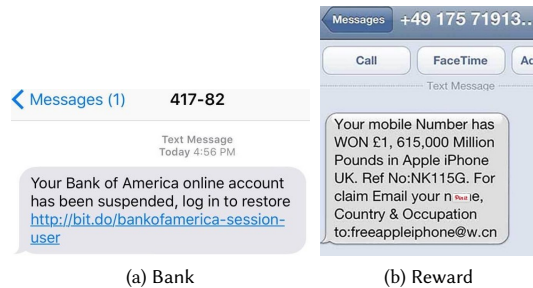 Messages (1)
417-82
Text Message
Today 4:56 PM
Your Bank of America online account
has been suspended, log in to restore
http://bit.do/bankofamerica-session-
user
(a) Bank
Messages
+49 175 71913...
Call
FaceTime
Ad
Text Message
Your mobile Number has
WON £1, 615,000 Million
Pounds in Apple iPhone
UK. Ref No:NK115G. For
claim Email your n e,
Country & Occupation
to:freeappleiphone@w.cn
(b) Reward